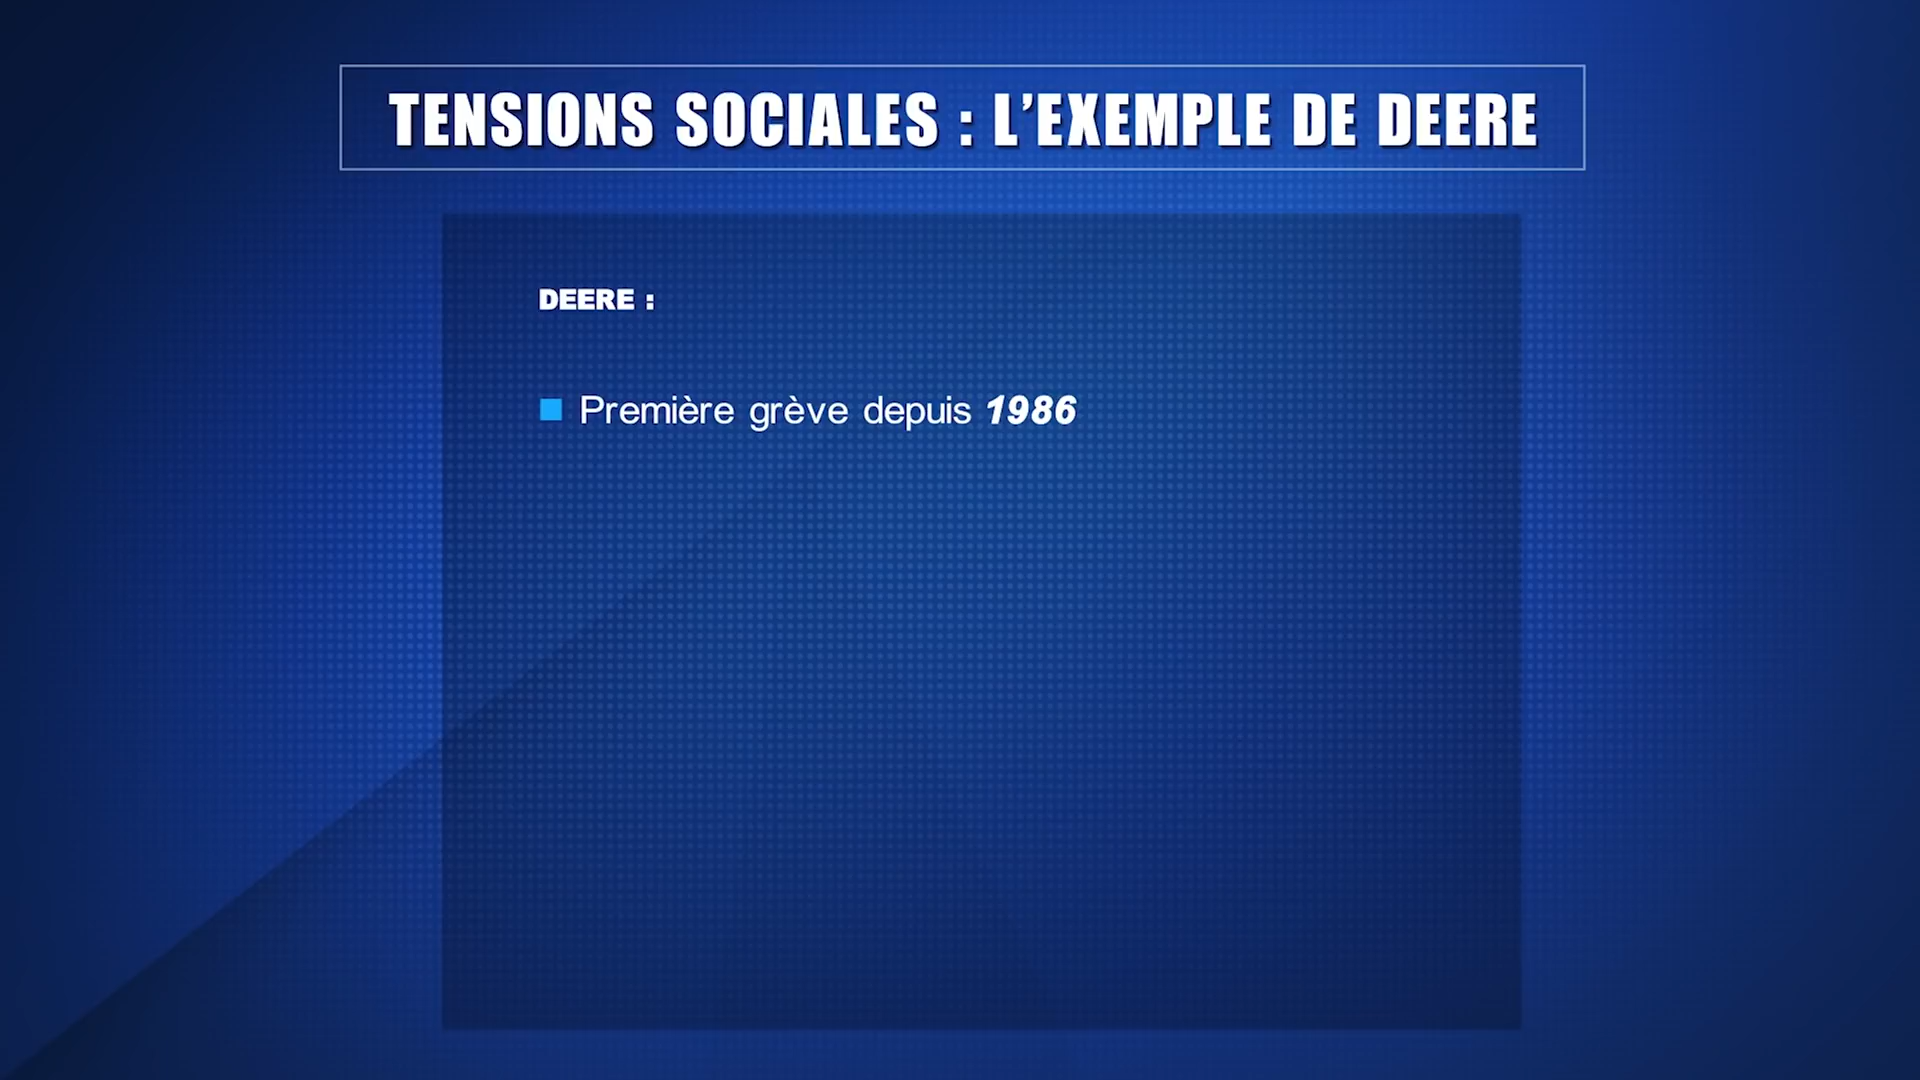 TENSIONS SOCIALES : L’EXEMPLE DE DEERE
DEERE :
Première grève depuis 1986